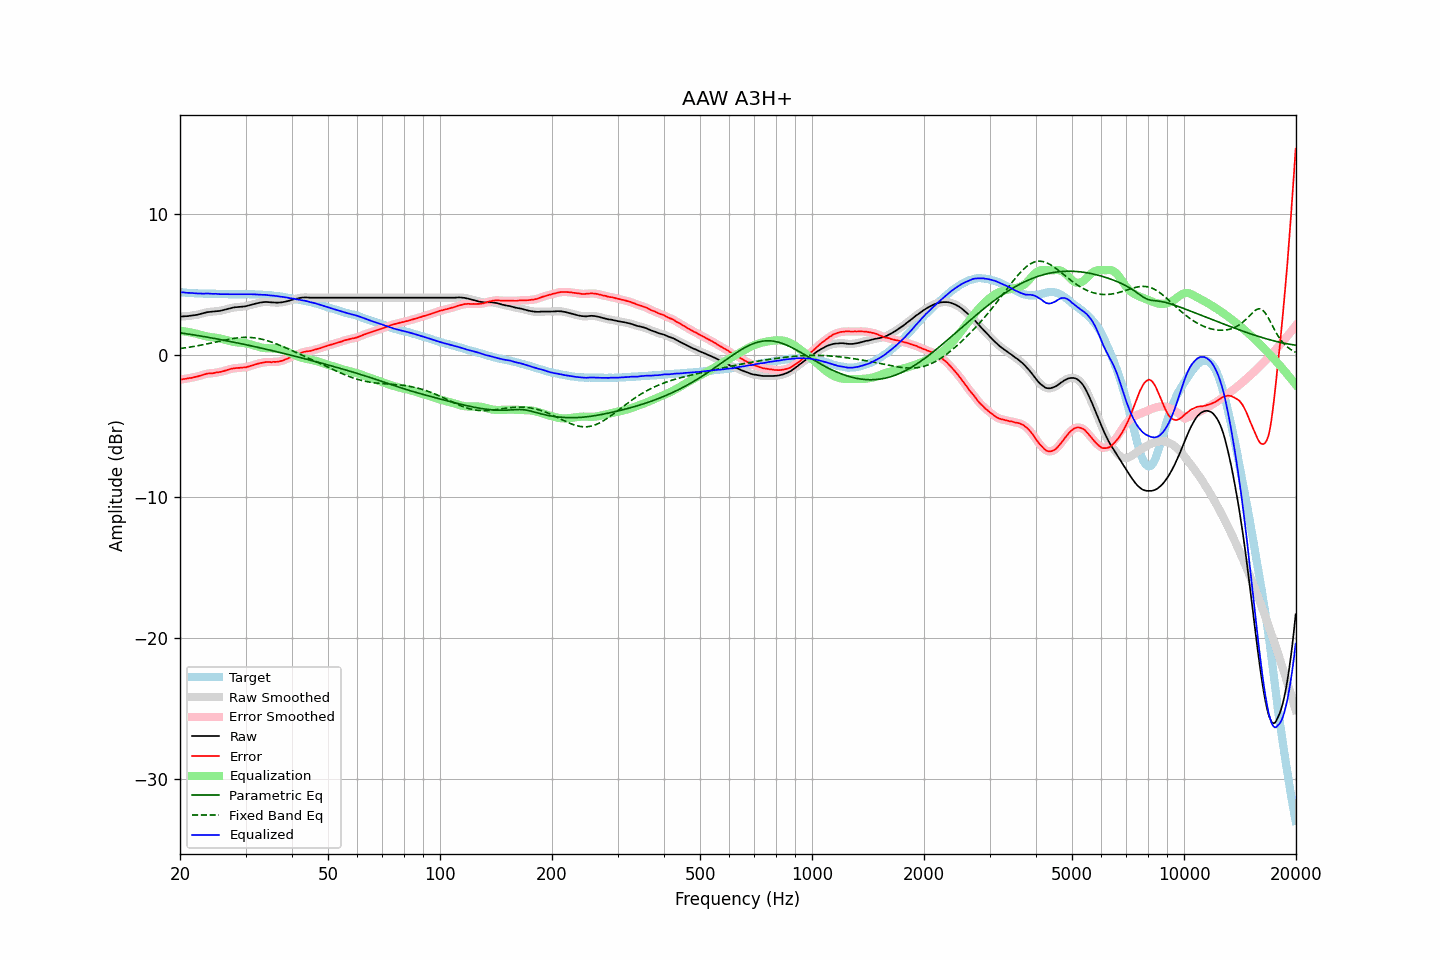 AAW A3H+
Amplitude (dBr)
10
0
−10
−20
−30
Target
Raw Smoothed
Error Smoothed
Raw
Error
Equalization
Parametric Eq
Fixed Band Eq
Equalized
20 50 100 200 500 1000 2000 5000 10000 20000
Frequency (Hz)